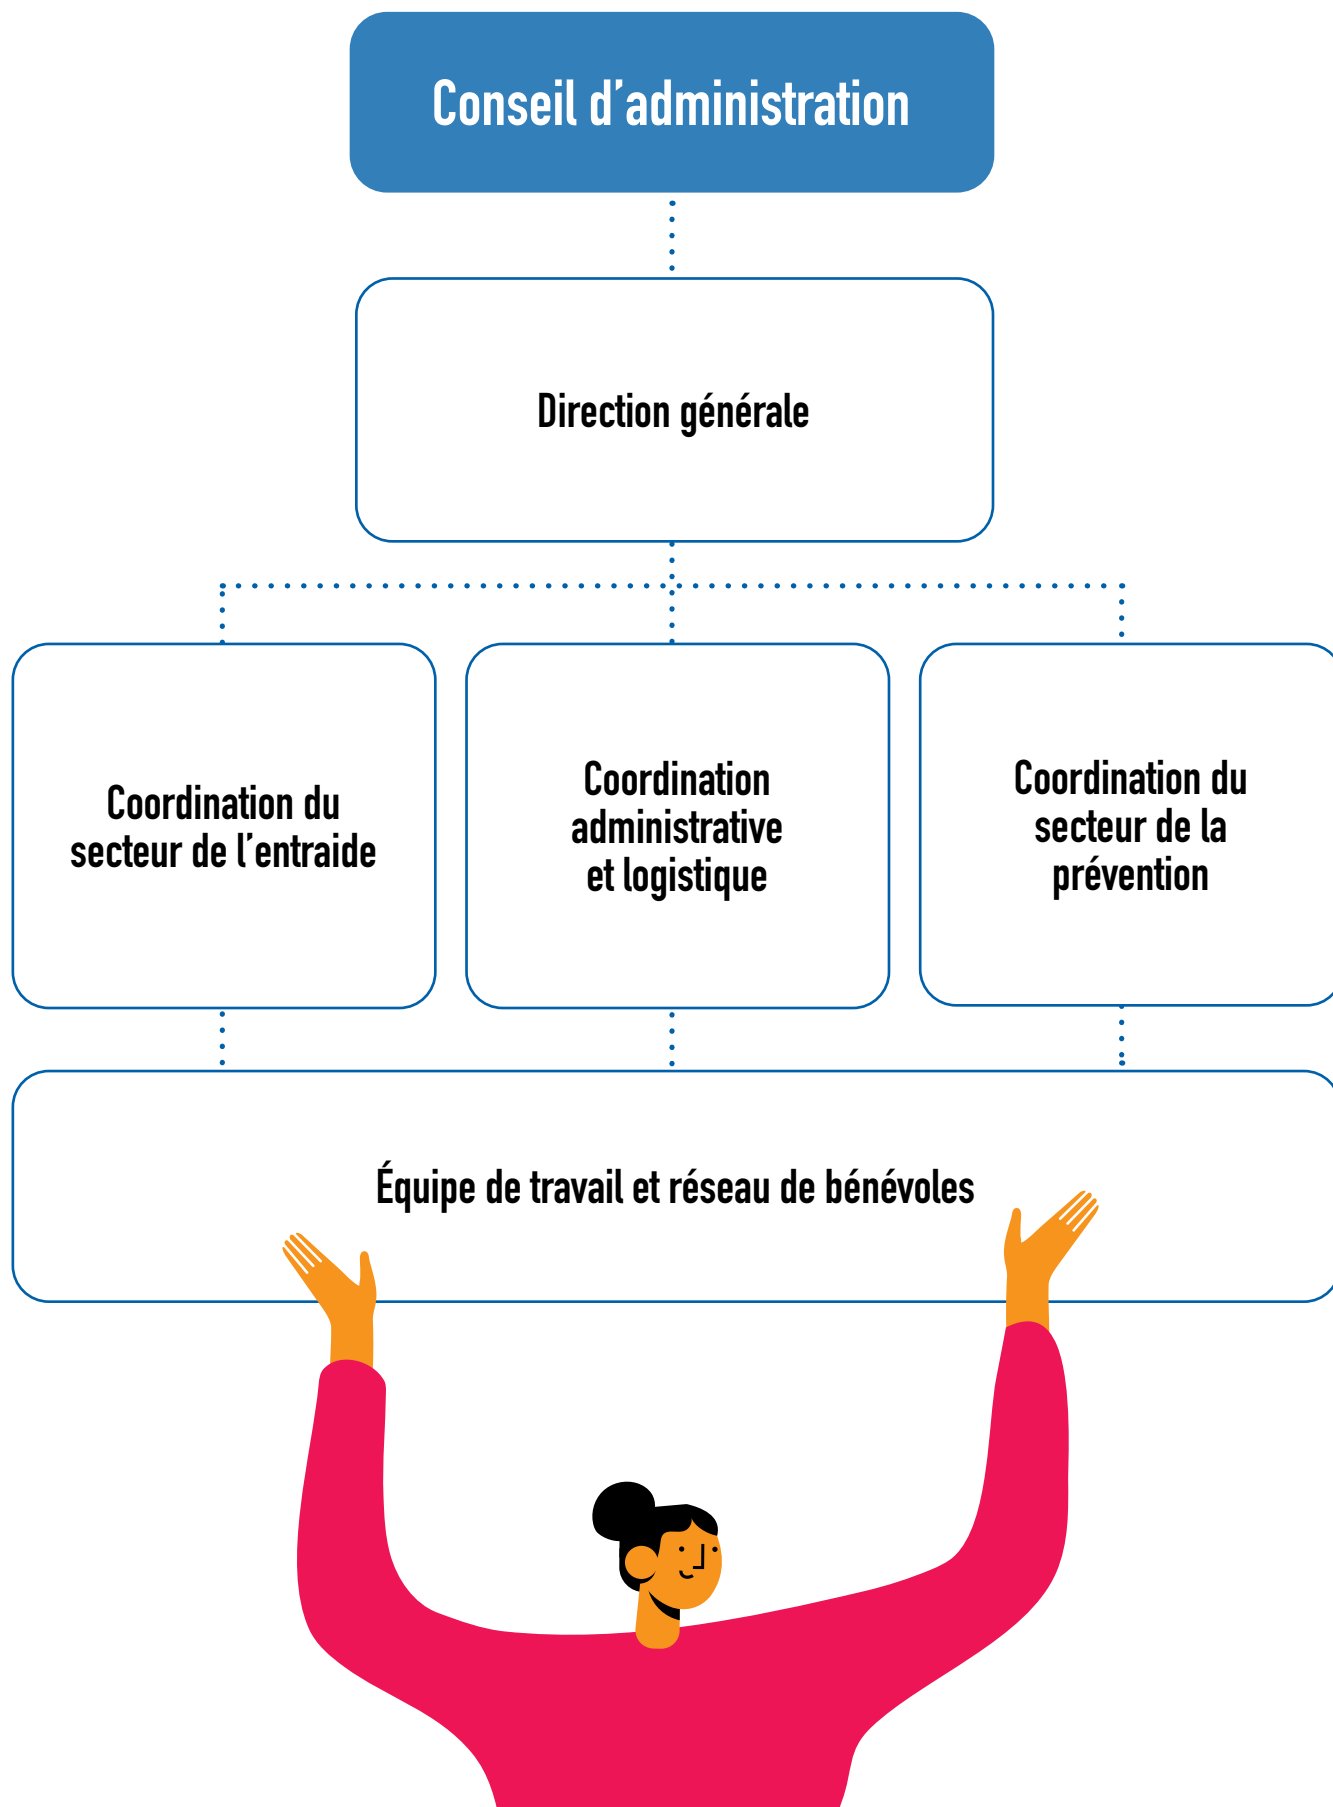 Conseil d’administration
Direction générale
Coordination du
secteur de l’entraide
Coordination
administrative
et logistique
Coordination du
secteur de la
prévention
Équipe de travail et réseau de bénévoles